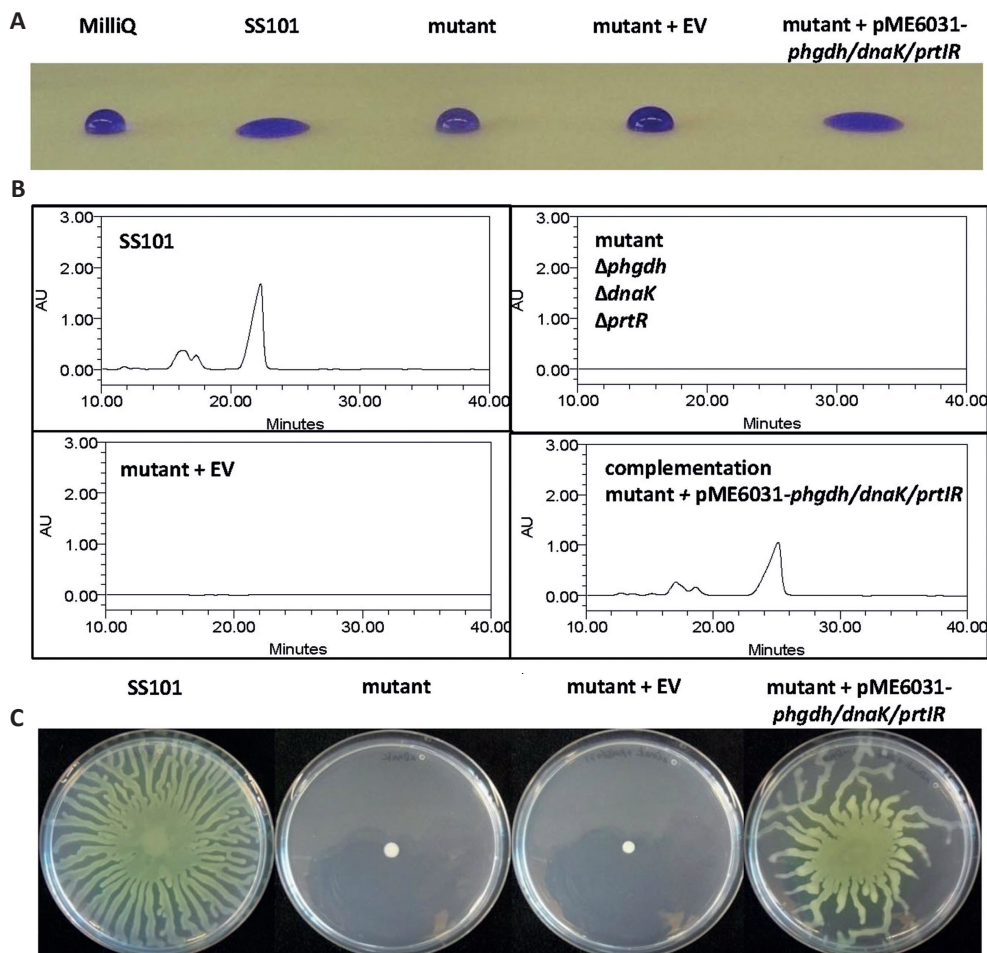 A
MilliQ SS101 mutant mutant + EV mutant + pME6031-
phgdh/dnaK/prtIR
B
3.00 3.00
SS101 mutant
2.00 Δphgdh 2.00
AU ΔdnaK AU
1.00 ΔprtR 1.00
0.00 0.00
10.00 20.00 30.00 40.00 10.00 20.00 30.00 40.00
Minutes Minutes
3.00 3.00
mutant + EV complementation
2.00 mutant + pME6031-phgdh/dnaK/prtIR 2.00
AU AU
1.00 1.00
0.00 0.00
10.00 20.00 30.00 40.00 10.00 20.00 30.00 40.00
Minutes Minutes
SS101 mutant mutant + EV mutant + pME6031-
phgdh/dnaK/prtIR
C